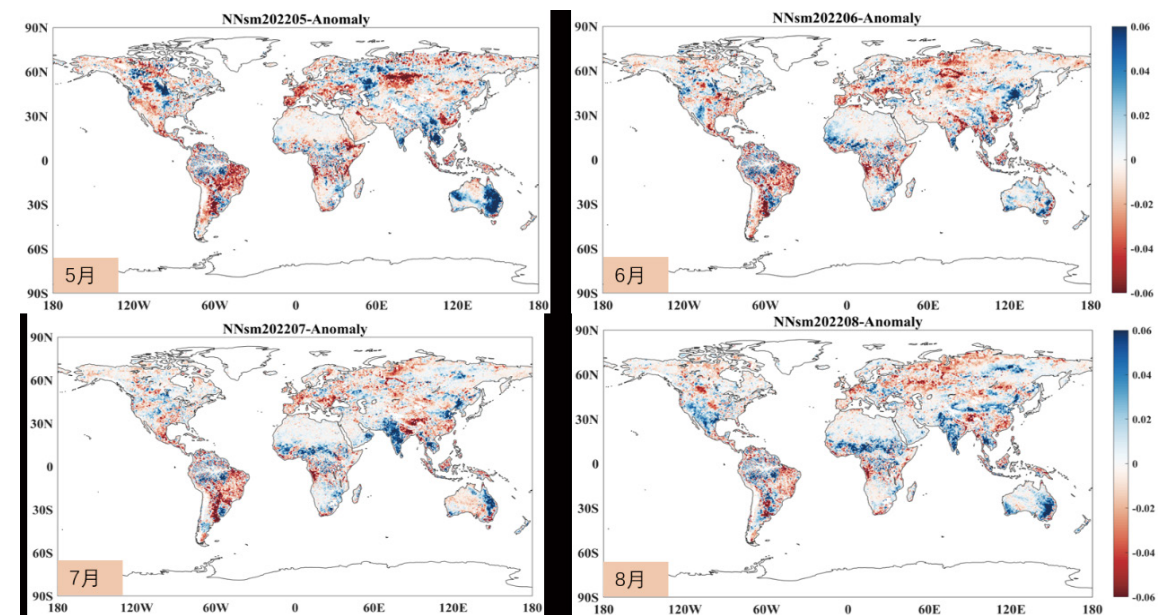 NNsm202205-Anomaly
90N
60N
30N
0
30S
60S
90S
180
120W
60W
0
60E
120E
180
5月
NNsm202206-Anomaly
90N
60N
30N
0
30S
60S
90S
180
120W
60W
0
60E
120E
180
6月
0.06
0.04
0.02
0
-0.02
-0.04
-0.06
NNsm202207-Anomaly
90N
60N
30N
0
30S
60S
90S
180
120W
60W
0
60E
120E
180
7月
NNsm202208-Anomaly
90N
60N
30N
0
30S
60S
90S
180
120W
60W
0
60E
120E
180
8月
0.06
0.04
0.02
0
-0.02
-0.04
-0.06